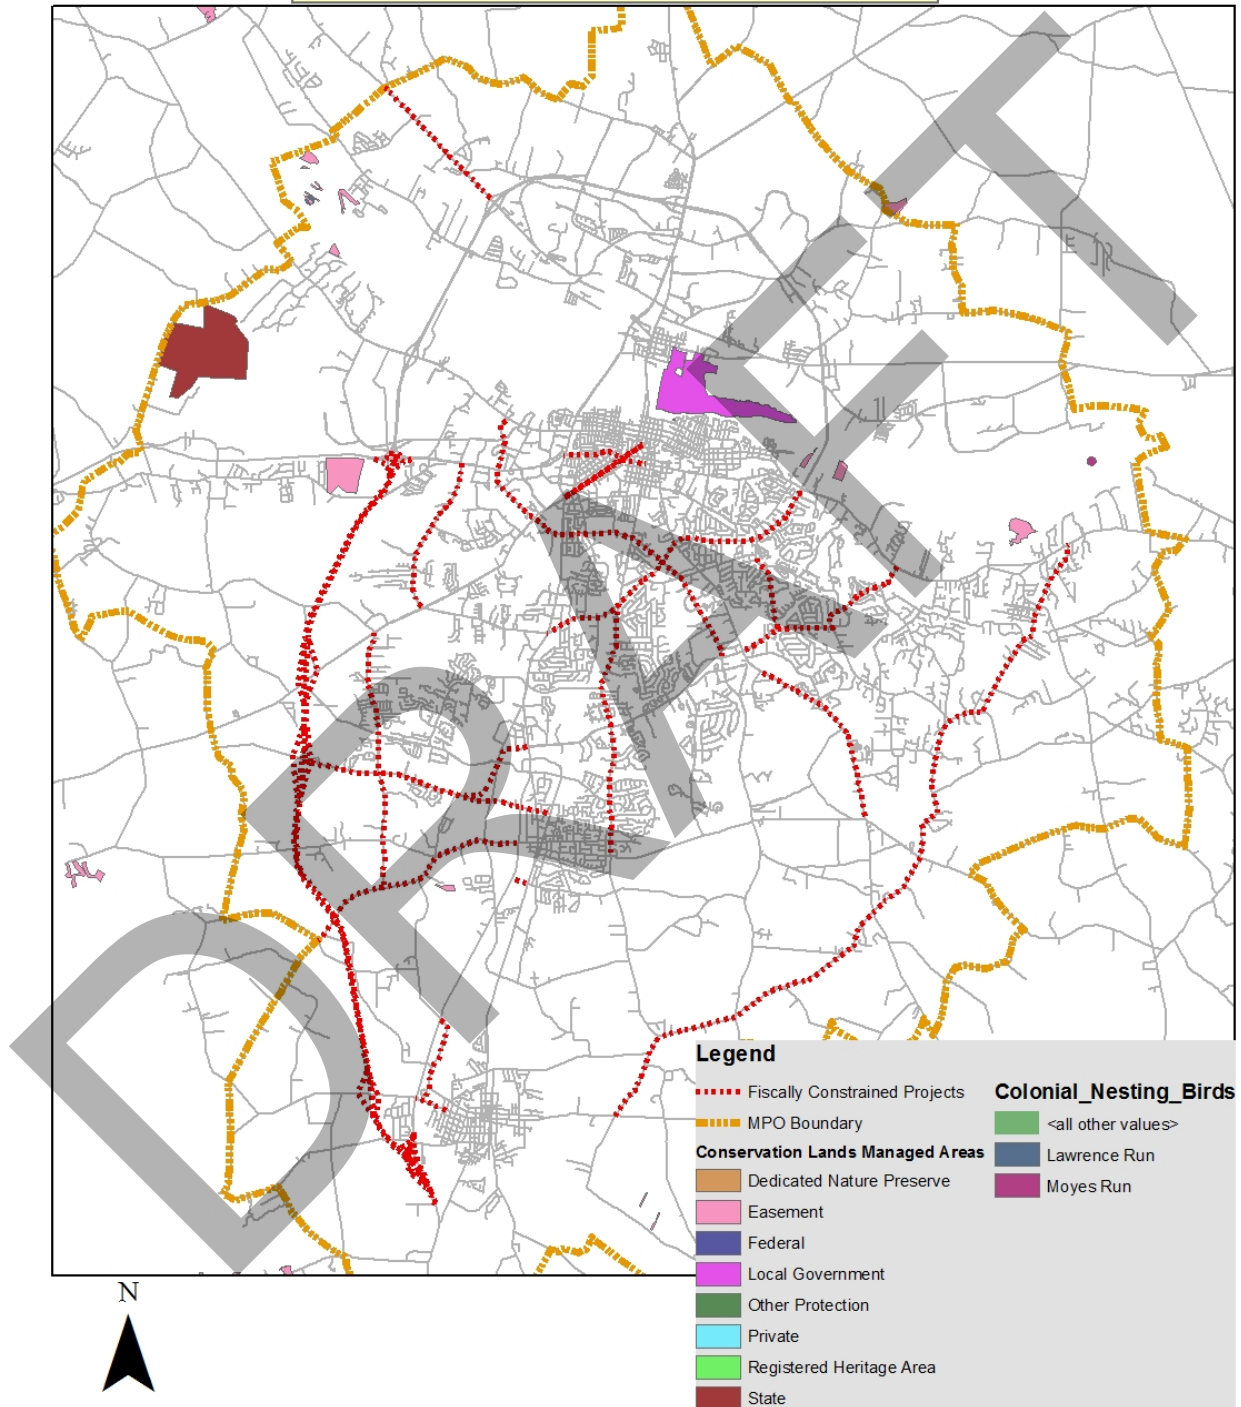 DRAFT
Legend
Fiscally Constrained Projects
MPO Boundary
Conservation Lands Managed Areas
Dedicated Nature Preserve
Easement
Federal
Local Government
Other Protection
Private
Registered Heritage Area
State
Colonial_Nesting_Birds
<all other values>
Lawrence Run
Moyes Run
N